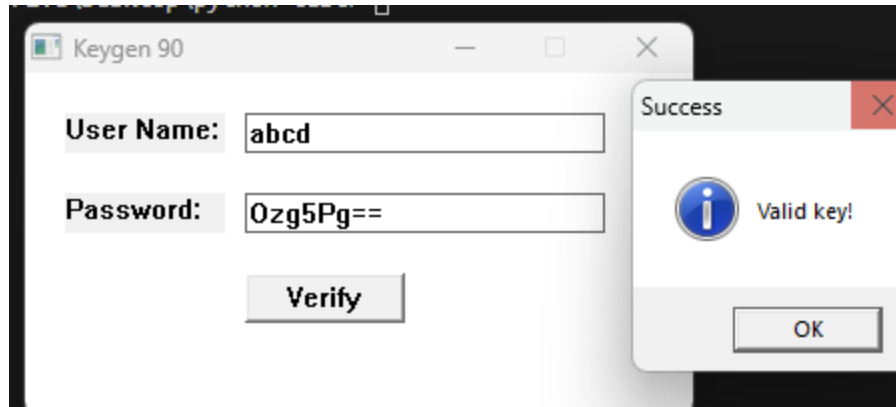 Keygen 90
Success
User Name:
abcd
Password:
Ozg5Pg==
Valid key!
Verify
OK